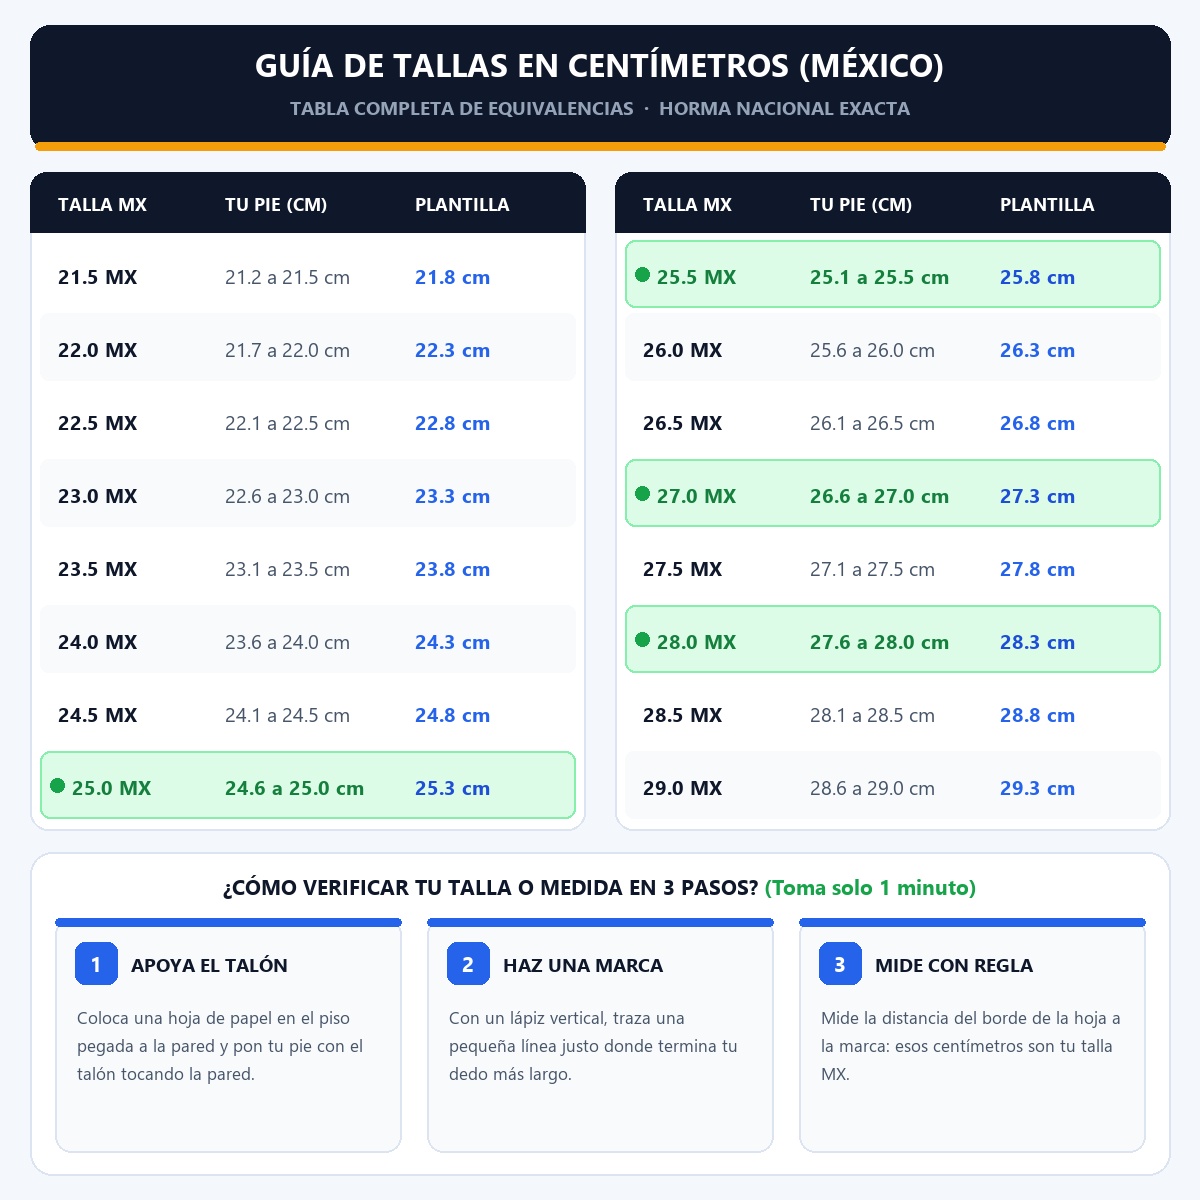 GUÍA DE TALLAS EN CENTÍMETROS (MÉXICO)
TABLA COMPLETA DE EQUIVALENCIAS · HORMA NACIONAL EXACTA
TALLA MX TU PIE (CM) PLANTILLA
21.5 MX 21.2 a 21.5 cm 21.8 cm
22.0 MX 21.7 a 22.0 cm 22.3 cm
22.5 MX 22.1 a 22.5 cm 22.8 cm
23.0 MX 22.6 a 23.0 cm 23.3 cm
23.5 MX 23.1 a 23.5 cm 23.8 cm
24.0 MX 23.6 a 24.0 cm 24.3 cm
24.5 MX 24.1 a 24.5 cm 24.8 cm
25.0 MX 24.6 a 25.0 cm 25.3 cm
TALLA MX TU PIE (CM) PLANTILLA
25.5 MX 25.1 a 25.5 cm 25.8 cm
26.0 MX 25.6 a 26.0 cm 26.3 cm
26.5 MX 26.1 a 26.5 cm 26.8 cm
27.0 MX 26.6 a 27.0 cm 27.3 cm
27.5 MX 27.1 a 27.5 cm 27.8 cm
28.0 MX 27.6 a 28.0 cm 28.3 cm
28.5 MX 28.1 a 28.5 cm 28.8 cm
29.0 MX 28.6 a 29.0 cm 29.3 cm
¿CÓMO VERIFICAR TU TALLA O MEDIDA EN 3 PASOS? (Toma solo 1 minuto)
1 APOYA EL TALÓN
Coloca una hoja de papel en el piso
pegada a la pared y pon tu pie con el
talón tocando la pared.
2 HAZ UNA MARCA
Con un lápiz vertical, traza una
pequeña línea justo donde termina tu
dedo más largo.
3 MIDE CON REGLA
Mide la distancia del borde de la hoja a
la marca: esos centímetros son tu talla
MX.